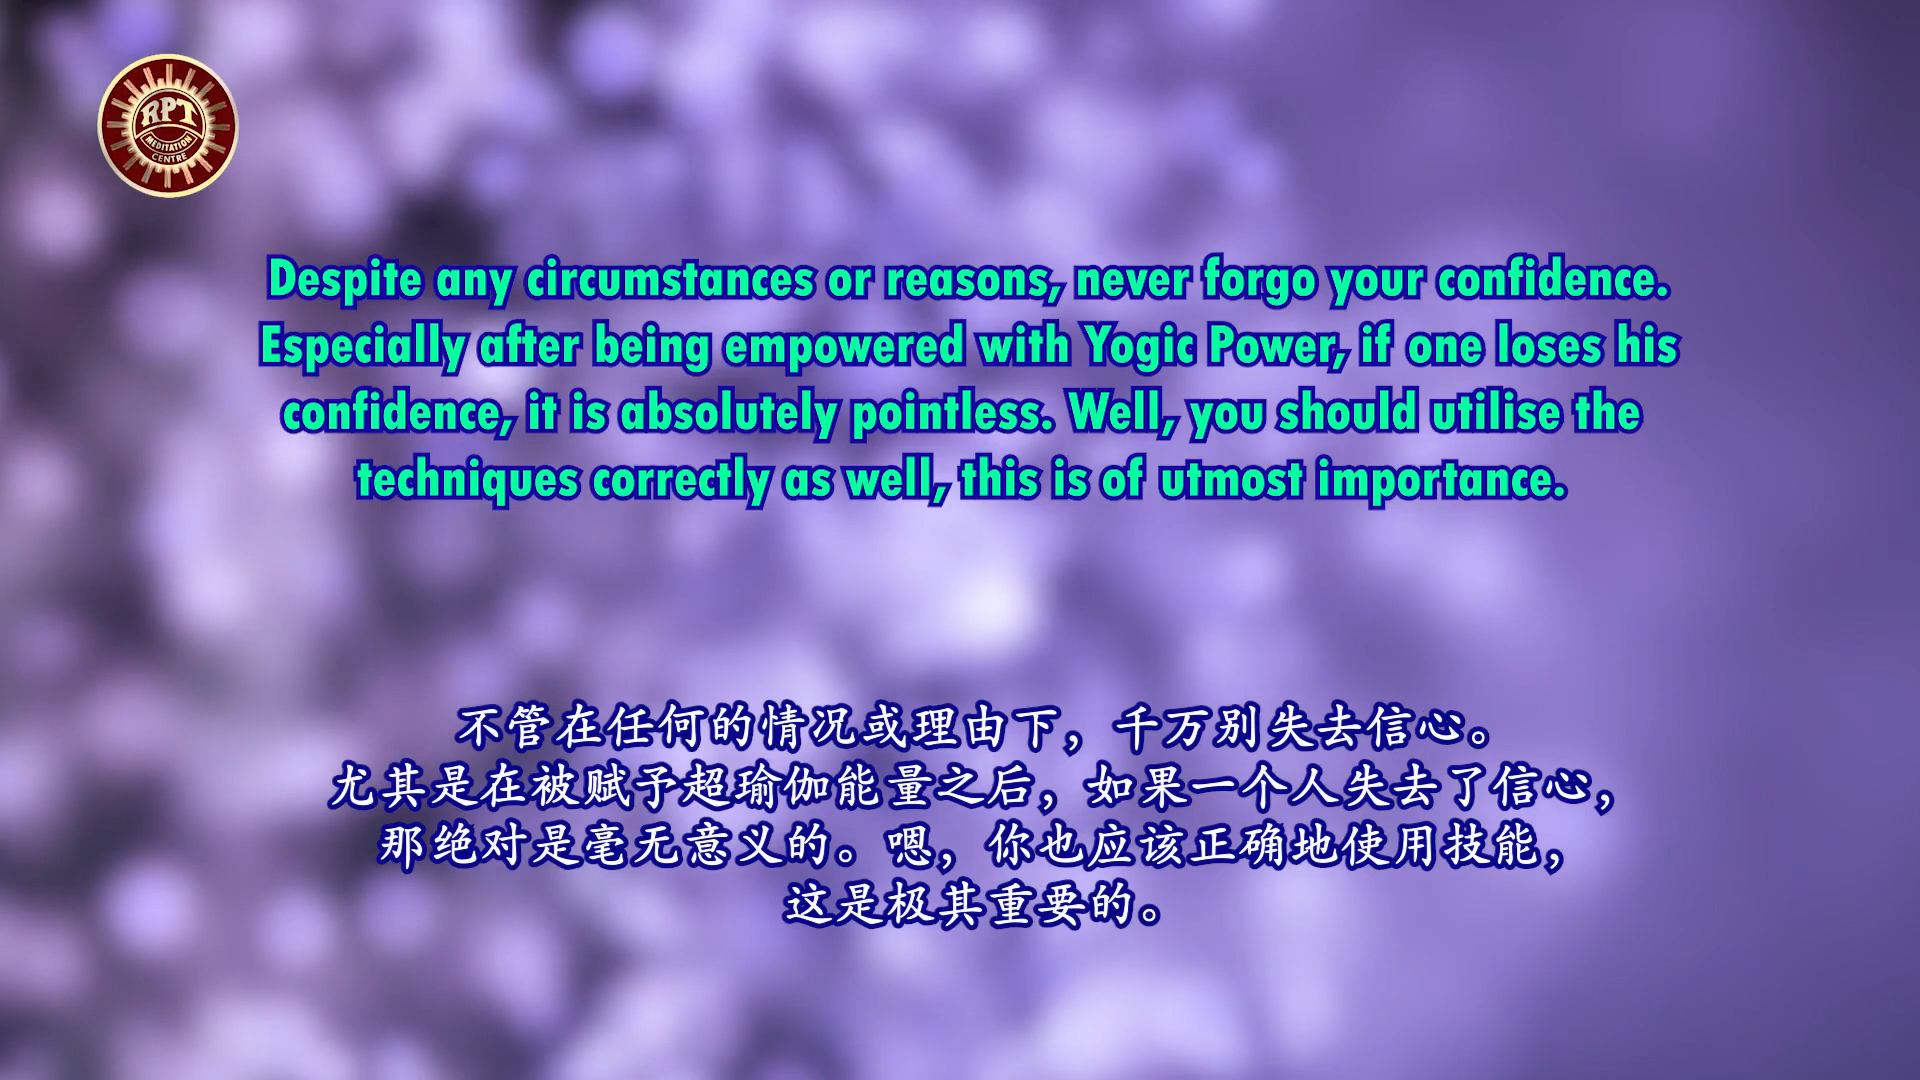 RPT
MEDITATION
CENTRE
Despite any circumstances or reasons, never forgo your confidence.
Especially after being empowered with Yogic Power, if one loses his
confidence, it is absolutely pointless. Well, you should utilise the
techniques correctly as well, this is of utmost importance.
不管在任何的情况或理由下，千万别失去信心。
尤其是在被赋予超瑜伽能量之后，如果一个人失去了信心，
那绝对是毫无意义的。嗯，你也应该正确地使用技能，
这是极其重要的。